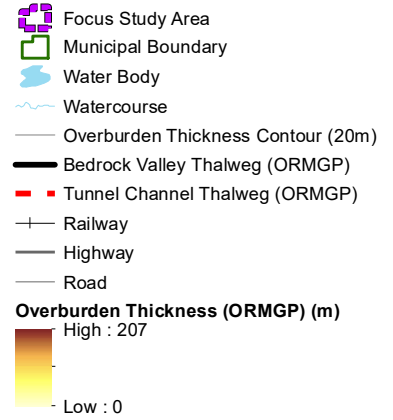 Focus Study Area
Municipal Boundary
Water Body
Watercourse
Overburden Thickness Contour (20m)
Bedrock Valley Thalweg (ORMGP)
Tunnel Channel Thalweg (ORMGP)
Railway
Highway
Road
Overburden Thickness (ORMGP) (m)
High : 207
Low : 0